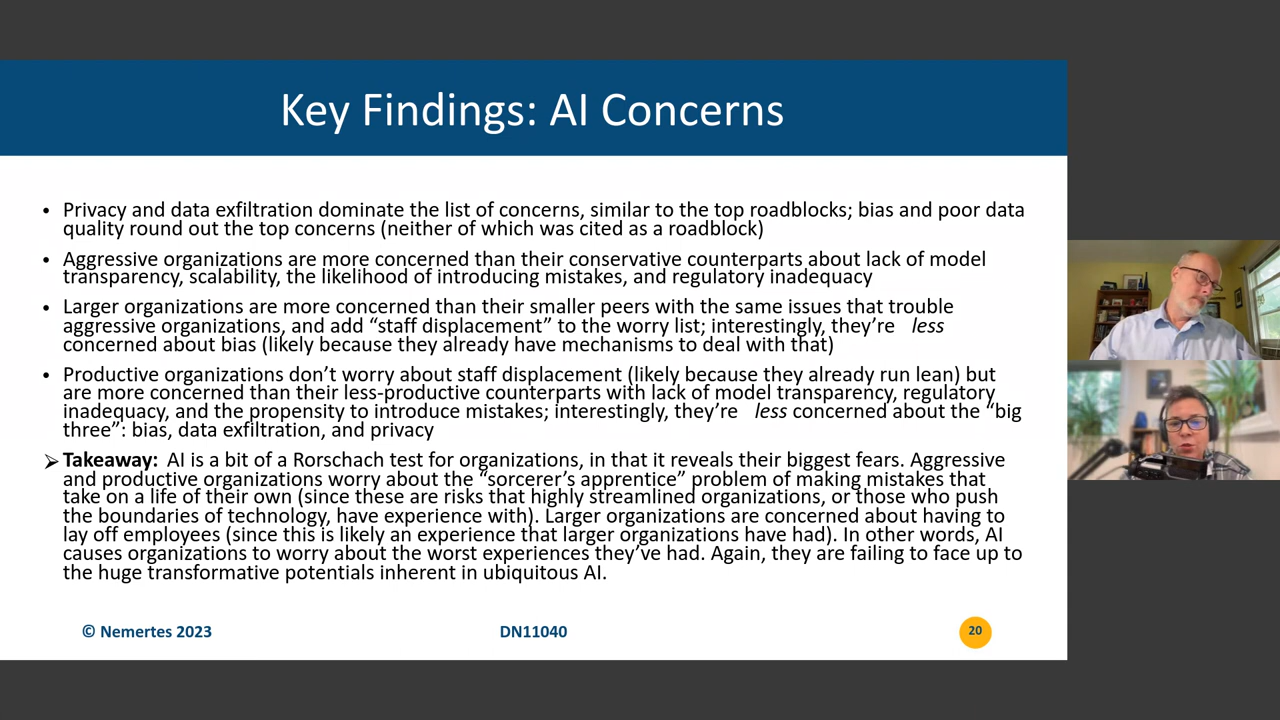 Key Findings: AI Concerns
• Privacy and data exfiltration dominate the list of concerns, similar to the top roadblocks; bias and poor data
quality round out the top concerns (neither of which was cited as a roadblock)
• Aggressive organizations are more concerned than their conservative counterparts about lack of model
transparency, scalability, the likelihood of introducing mistakes, and regulatory inadequacy
• Larger organizations are more concerned than their smaller peers with the same issues that trouble
aggressive organizations, and add “staff displacement” to the worry list; interestingly, they’re less
concerned about bias (likely because they already have mechanisms to deal with that)
• Productive organizations don’t worry about staff displacement (likely because they already run lean) but
are more concerned than their less-productive counterparts with lack of model transparency, regulatory
inadequacy, and the propensity to introduce mistakes; interestingly, they’re less concerned about the “big
three”: bias, data exfiltration, and privacy
➢ Takeaway: AI is a bit of a Rorschach test for organizations, in that it reveals their biggest fears. Aggressive
and productive organizations worry about the “sorcerer’s apprentice” problem of making mistakes that
take on a life of their own (since these are risks that highly streamlined organizations, or those who push
the boundaries of technology, have experience with). Larger organizations are concerned about having to
lay off employees (since this is likely an experience that larger organizations have had). In other words, AI
causes organizations to worry about the worst experiences they’ve had. Again, they are failing to face up to
the huge transformative potentials inherent in ubiquitous AI.
© Nemertes 2023
DN11040
20